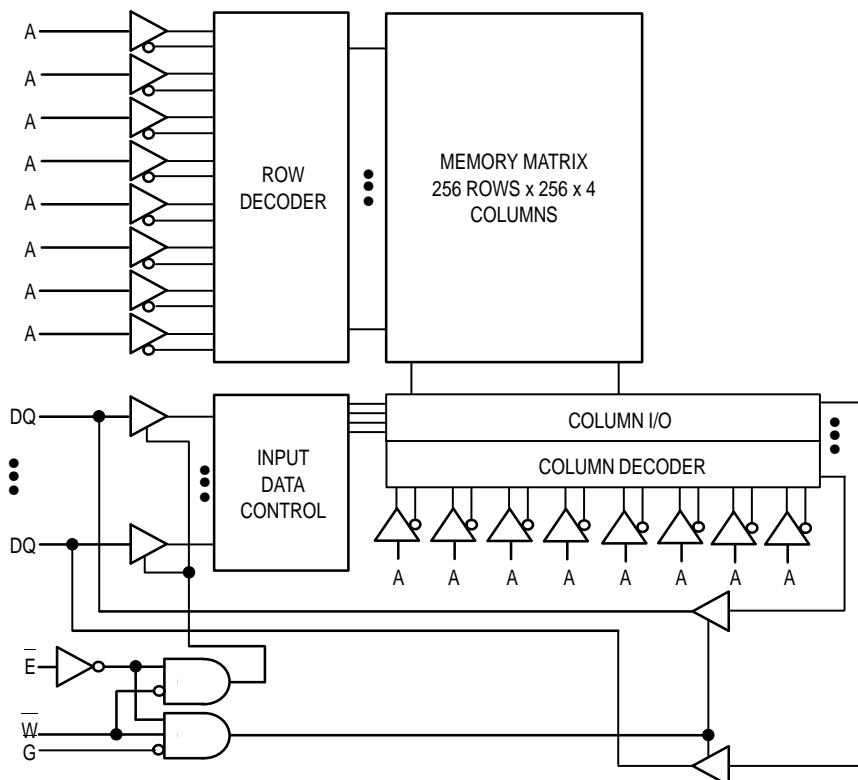 A
A
A
A
A
A
A
A
ROW
DECODER
MEMORY MATRIX
256 ROWS x 256 x 4
COLUMNS
DQ
DQ
INPUT
DATA
CONTROL
COLUMN I/O
COLUMN DECODER
A A A A A A A A
E
W
G